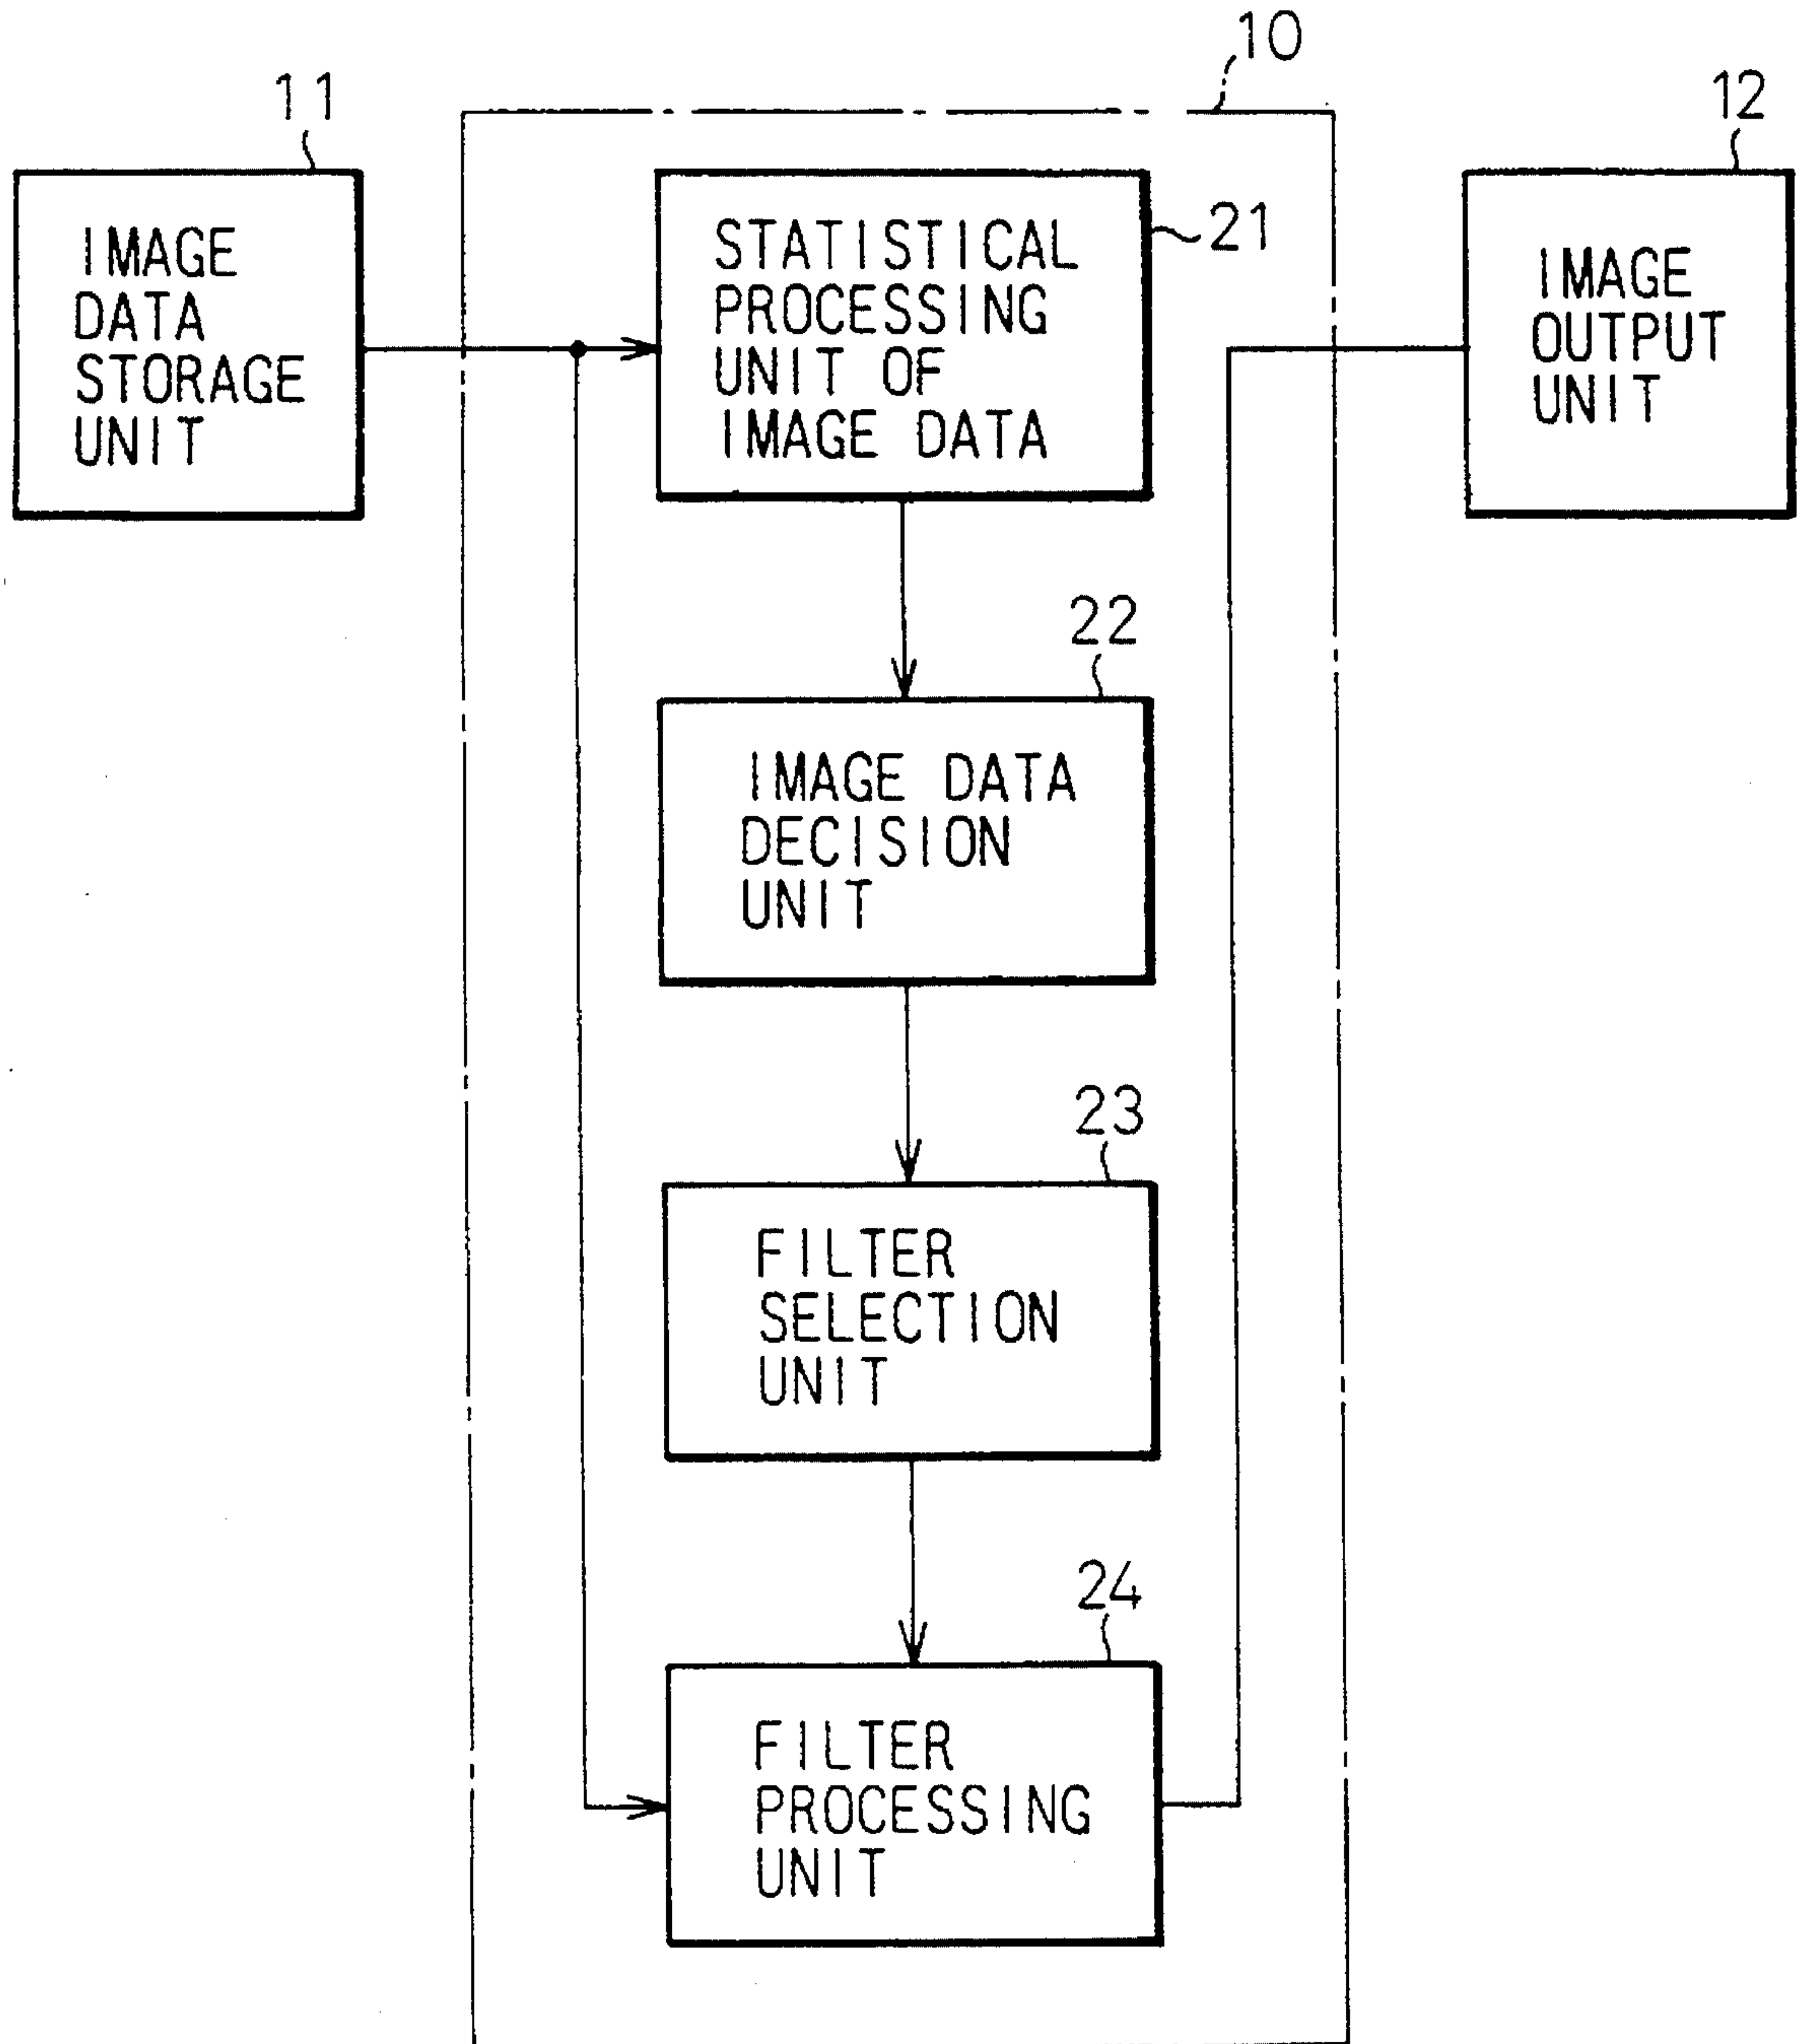 10
11
12
IMAGE
DATA
STORAGE
UNIT
STATISTICAL
PROCESSING
UNIT OF
IMAGE DATA
21
IMAGE
OUTPUT
UNIT
22
IMAGE DATA
DECISION
UNIT
23
FILTER
SELECTION
UNIT
24
FILTER
PROCESSING
UNIT